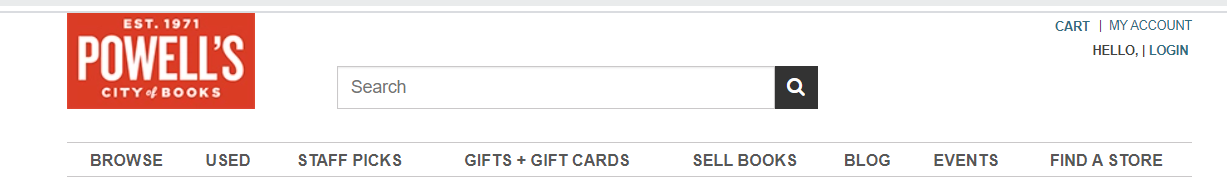 EST. 1971
POWELL'S
CITY of BOOKS
CART | MY ACCOUNT
HELLO, | LOGIN
Search
BROWSE USED STAFF PICKS GIFTS + GIFT CARDS SELL BOOKS BLOG EVENTS FIND A STORE